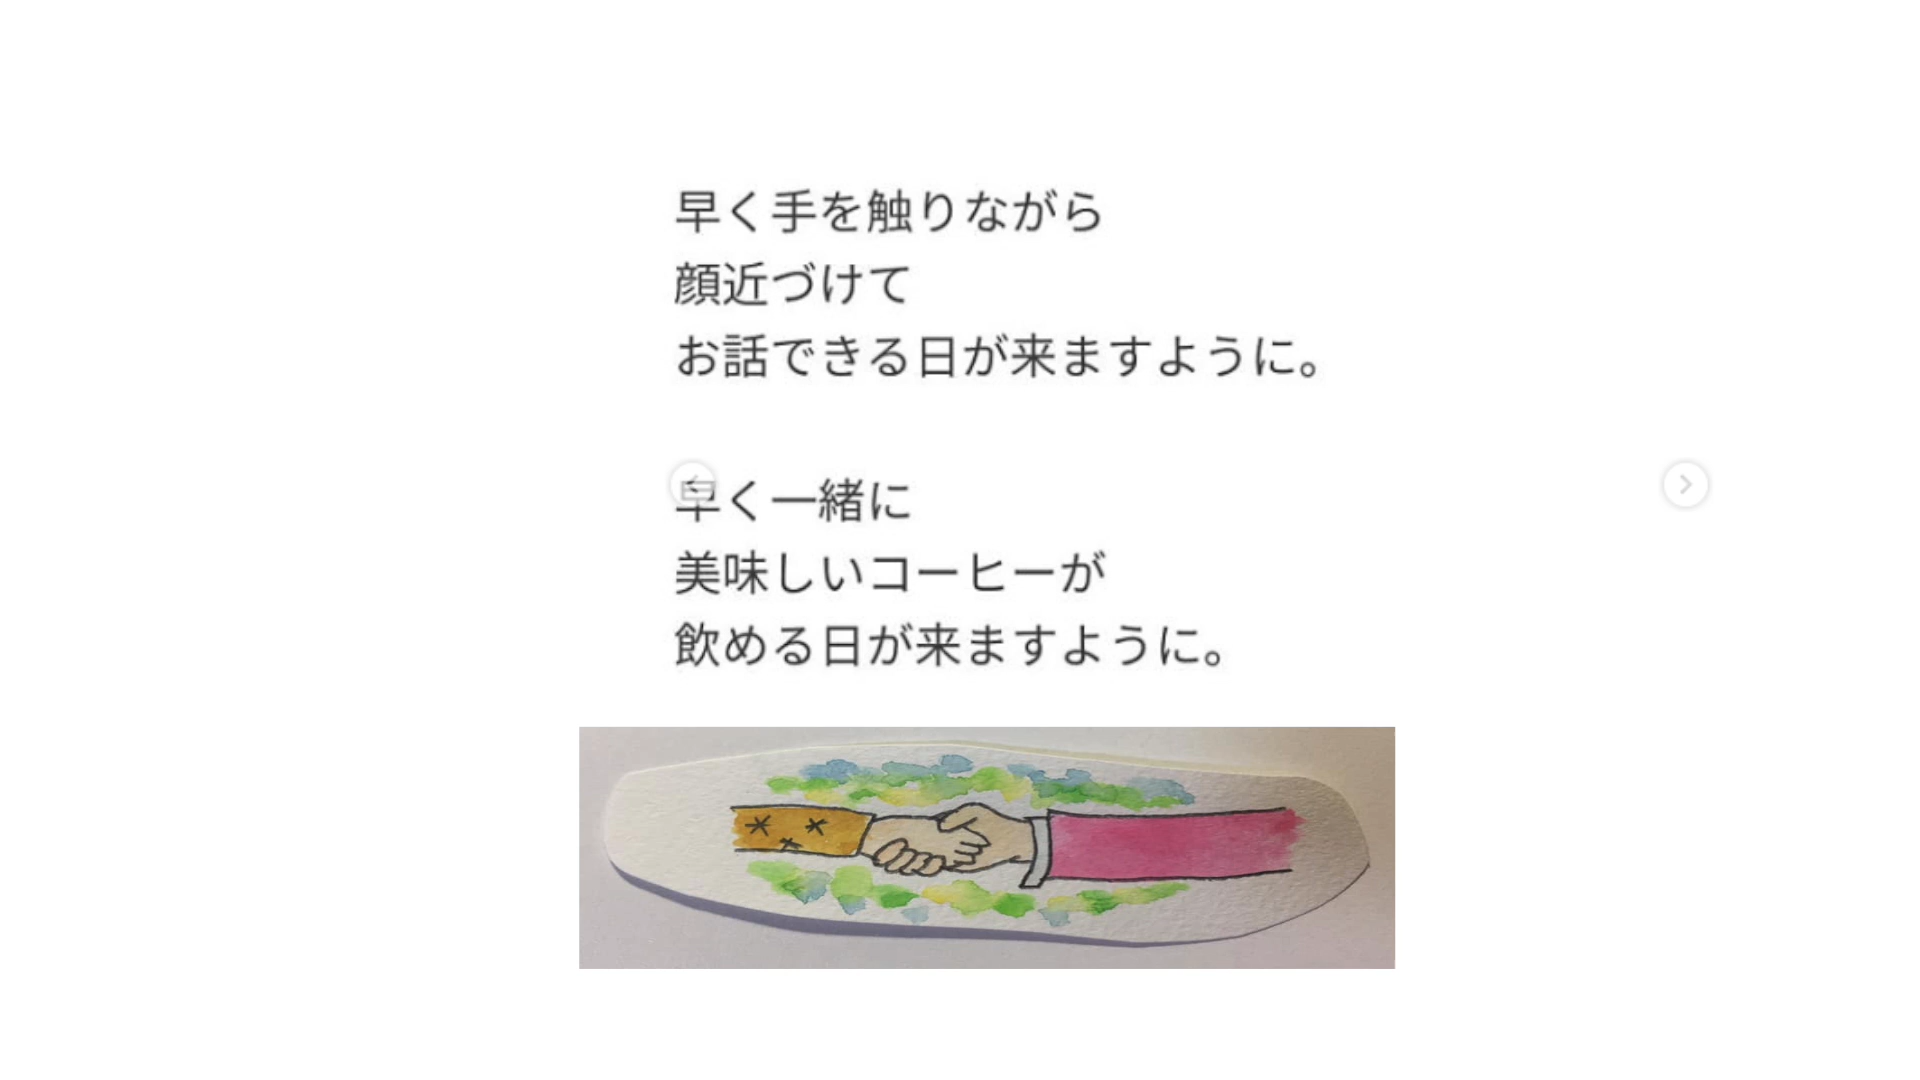 早く手を触りながら
顔近づけて
お話できる日が来ますように。
早く一緒に
美味しいコーヒーが
飲める日が来ますように。